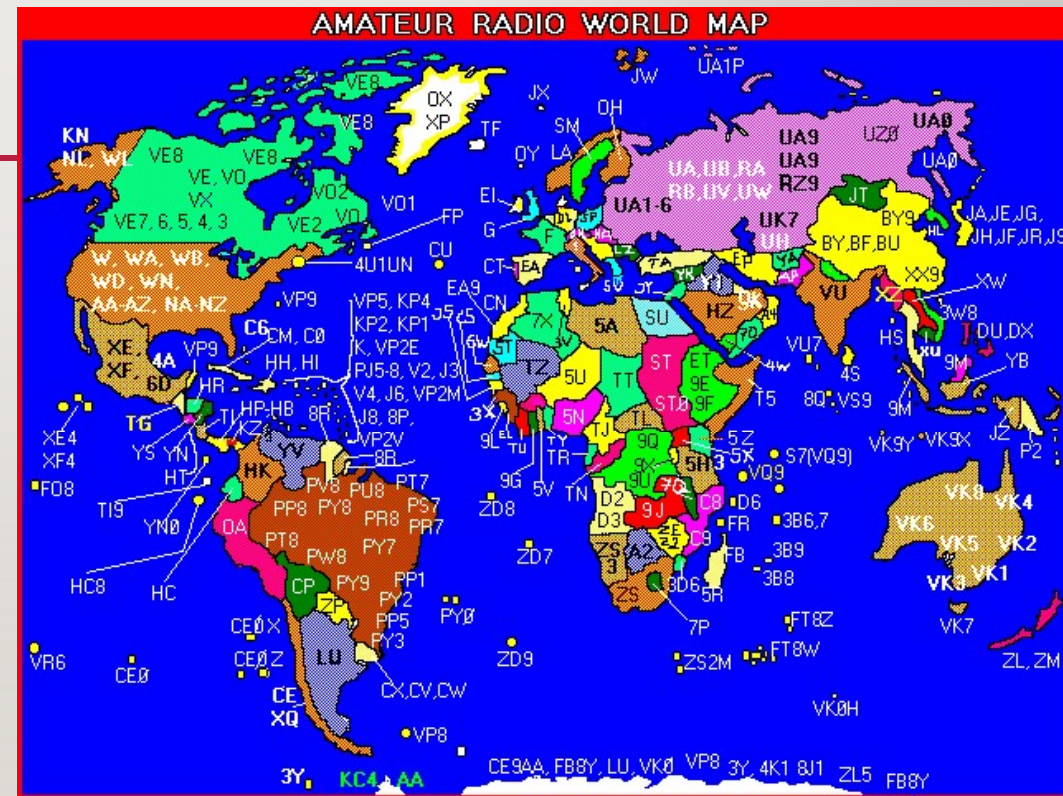 AMATEUR RADIO WORLD MAP
JW
UA1P
VE8
OX
XP
JX
OH
KN
NL, WL
VE8
TF
SM
UA9
UZØ
UAØ
VE8
VE8
OY
LA
UA9
UAØ
VE, VO
VX
VO2
EI
UA,UB,RA
RB,UV,UW
RZ9
JT
VE7, 6, 5, 4, 3
VE2
VO
VO1
FP
G
F
UA1-6
UK7
BY9
HL
JA,JE,JG,
JH,JF,JR,JS
W, WA, WB,
WD, WN,
AA-AZ, NA-NZ
4U1UN
CU
CT
EA
EP
BY,BF,BU
XX9
VP9
EA9
CN
HZ
9K
VU
XZ
XW
C6
VP5, KP4
KP2, KP1
K, VP2E
PJ5-8, V2, J3
V4, J6, VP2M
J8, 8P,
VP2V
7X
5A
SU
3W8
XE,
XF,
4A
6D
VP9
CM, CØ
HH, HI
HR
5T
TZ
5U
TT
ST
ET
9E
9F
4W
VU7
4S
HS
DU,DX
YB
9M
TG
HP-HB
8R
8R
3X
9L
EL
5N
STØ
T5
8Q
VS9
9M
XE4
XF4
YS
YN
HT
YV
HK
TY
TJ
9Q
5Z
5X
5H3
S7(VQ9)
VK9Y
VK9X
JZ
P2
FO8
TI9
YNØ
PV8
PU8
PT7
PP8
PY8
PS7
PR8
PR7
9G
5V
TR
TN
9X
9U
VQ9
ZD8
D2
D3
7Q
C8
D6
9J
FR
3B6,7
VK8
VK4
VK6
OA
PT8
PY7
PW8
ZD7
C9
FB
3B9
3B8
VK5
VK2
HC8
HC
CP
PY9
PP1
PY2
ZS
3
A2
3D6
5R
VK3
VK1
ZP
PP5
PYØ
PY3
ZS
7P
FT8Z
VK7
CEØX
VR6
CEØ
CEØZ
LU
ZD9
ZS2M
FT8W
ZL, ZM
CE
XQ
CX,CV,CW
VKØH
VP8
3Y
KC4, AA
CE9AA, FB8Y, LU, VKØ
VP8
3Y, 4K1
8J1
ZL5
FB8Y